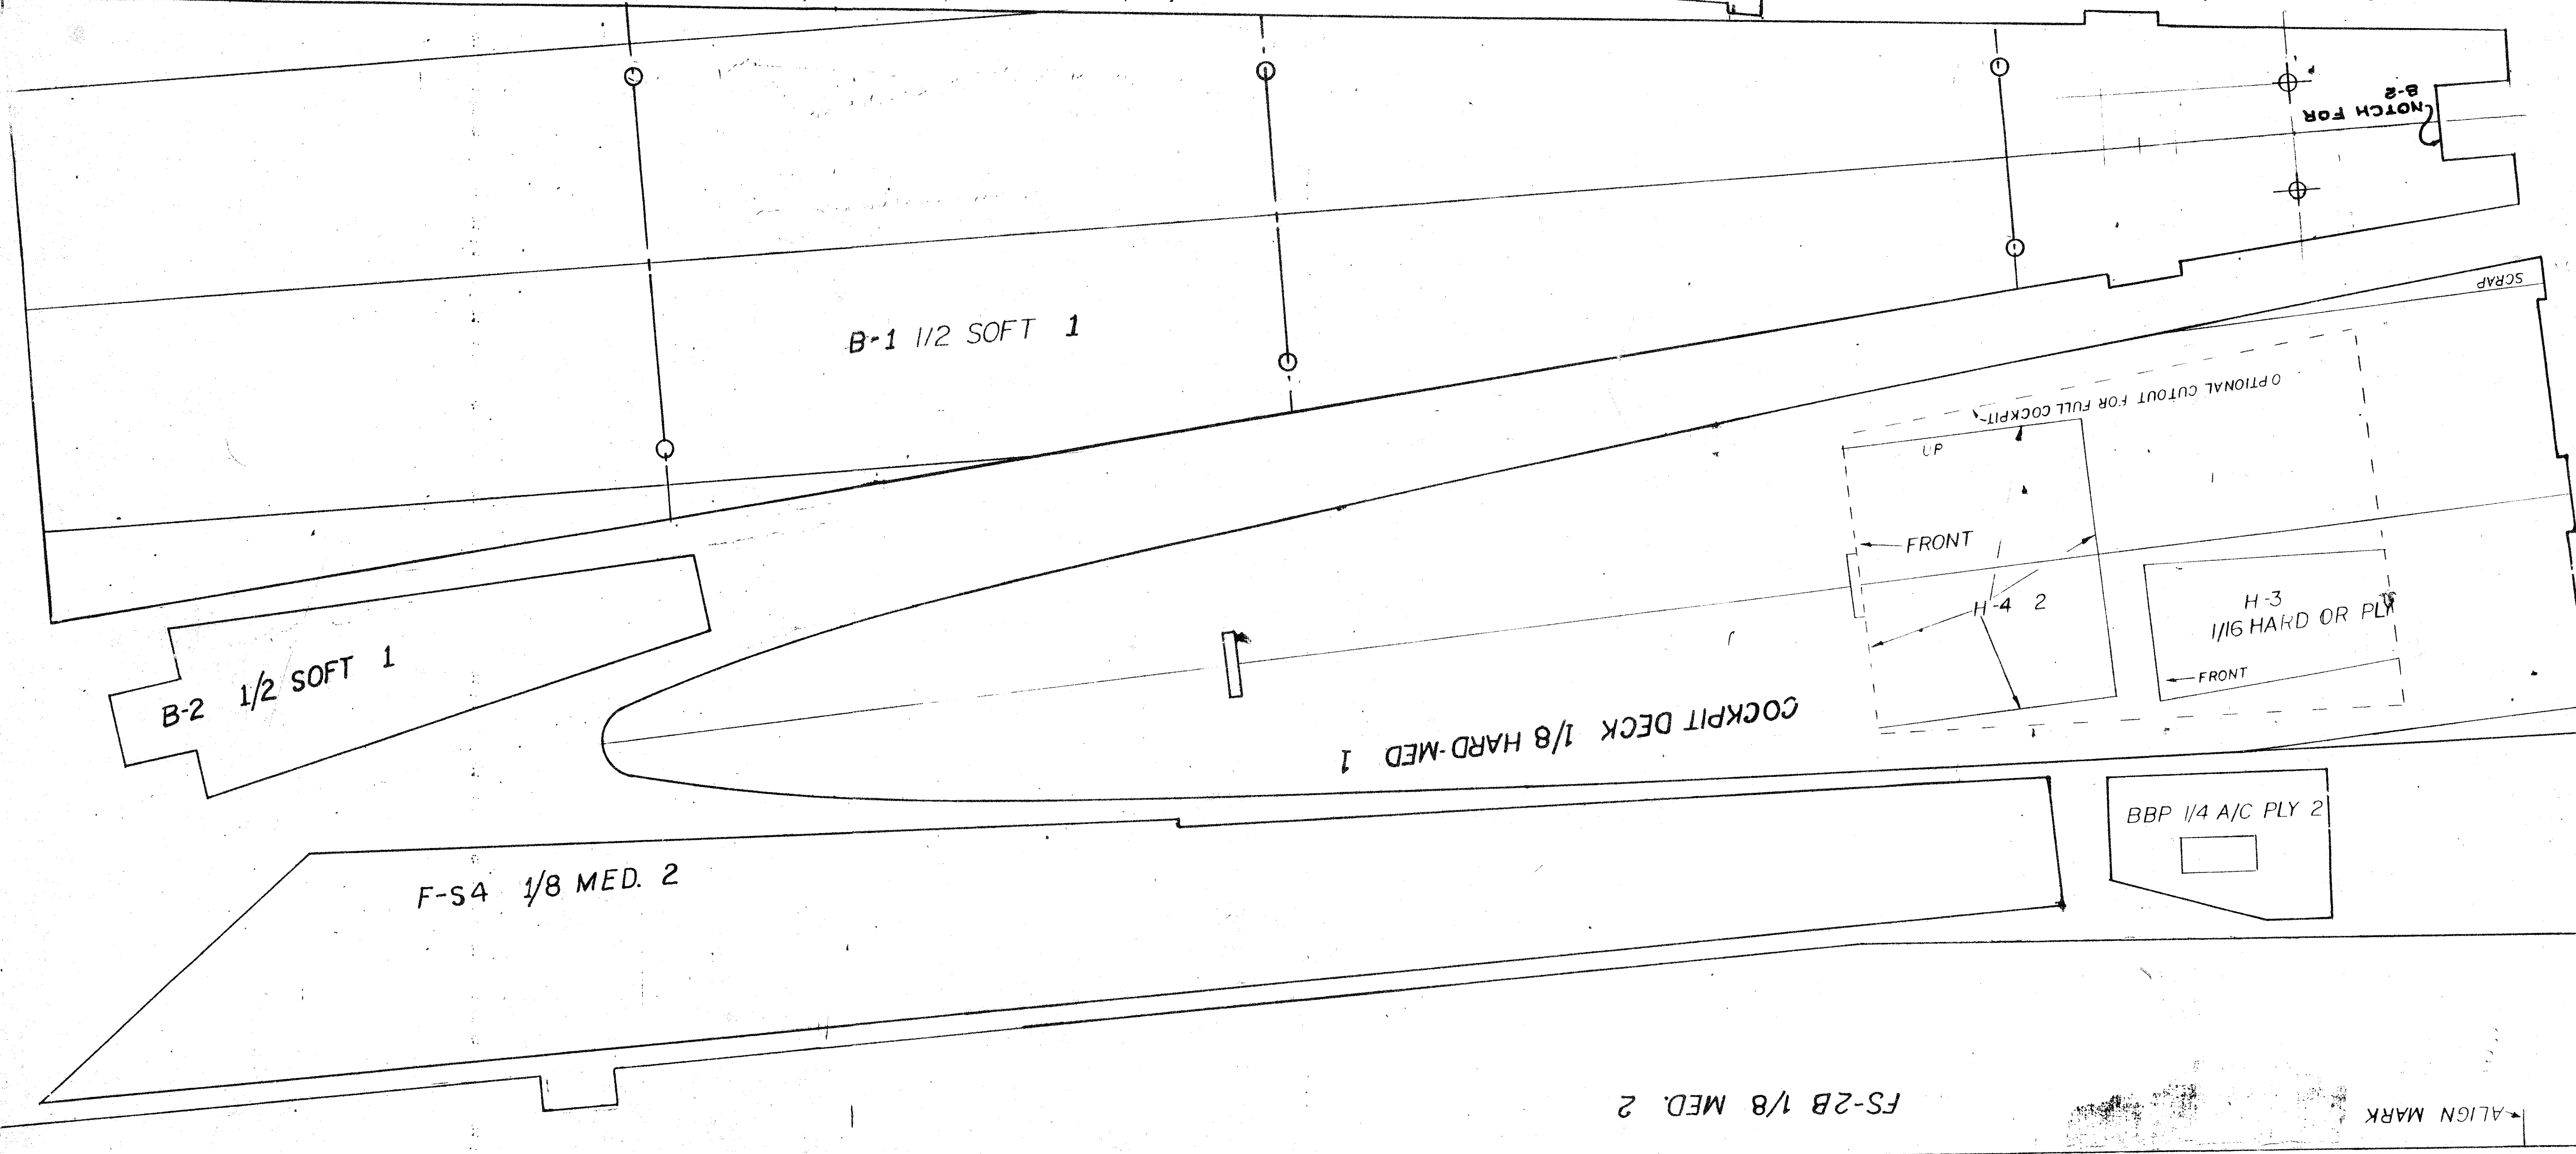 NOTCH FOR
B-2
SCRAP
B-1 1/2 SOFT 1
OPTIONAL CUTOUT FOR FULL COCKPIT
UP
FRONT
H-4 2
H-3
1/16 HARD OR PLY
FRONT
B-2 1/2 SOFT 1
COCKPIT DECK 1/8 HARD-MED 1
BBP 1/4 A/C PLY 2
F-S4 1/8 MED. 2
FS-2B 1/8 MED. 2
ALIGN MARK